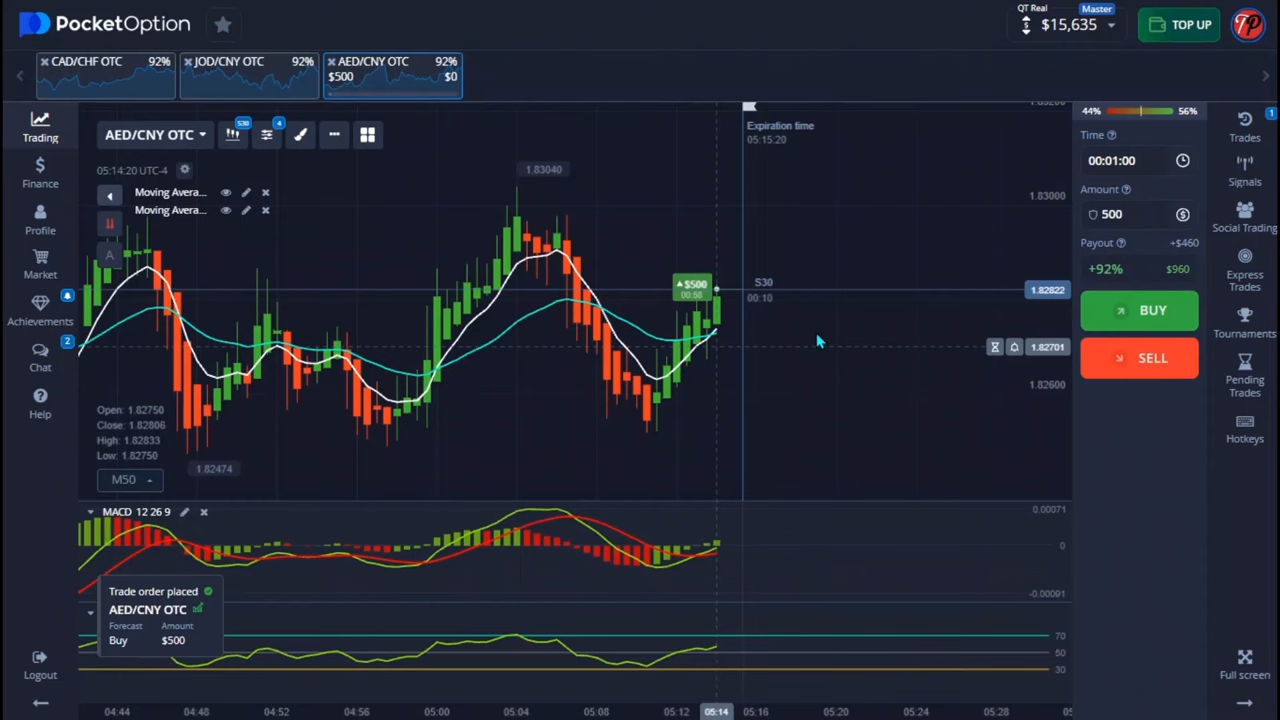 PocketOption
QT Real
Master
$15,635
TOP UP
CAD/CHF OTC 92%
JOD/CNY OTC 92%
AED/CNY OTC 92%
$500 $0
Trading
Finance
Profile
Market
Achievements
Chat
2
Help
Logout
AED/CNY OTC
S30
4
05:14:20 UTC-4
Moving Avera...
Moving Avera...
A
Expiration time
05:15:20
1.83040
1.83000
$500
00:58
S30
00:10
1.82822
1.82701
1.82600
Open: 1.82750
Close: 1.82806
High: 1.82833
Low: 1.82750
M50
1.82474
MACD 12 26 9
0.00071
0
-0.00091
Trade order placed
AED/CNY OTC
Forecast Amount
Buy $500
70
50
30
04:44 04:48 04:52 04:56 05:00 05:04 05:08 05:12 05:14 05:16 05:20 05:24 05:28
44% 56%
Time
00:01:00
Amount
500
Payout +$460
+92% $960
BUY
SELL
1
Trades
Signals
Social Trading
Express
Trades
Tournaments
Pending
Trades
Hotkeys
Full screen